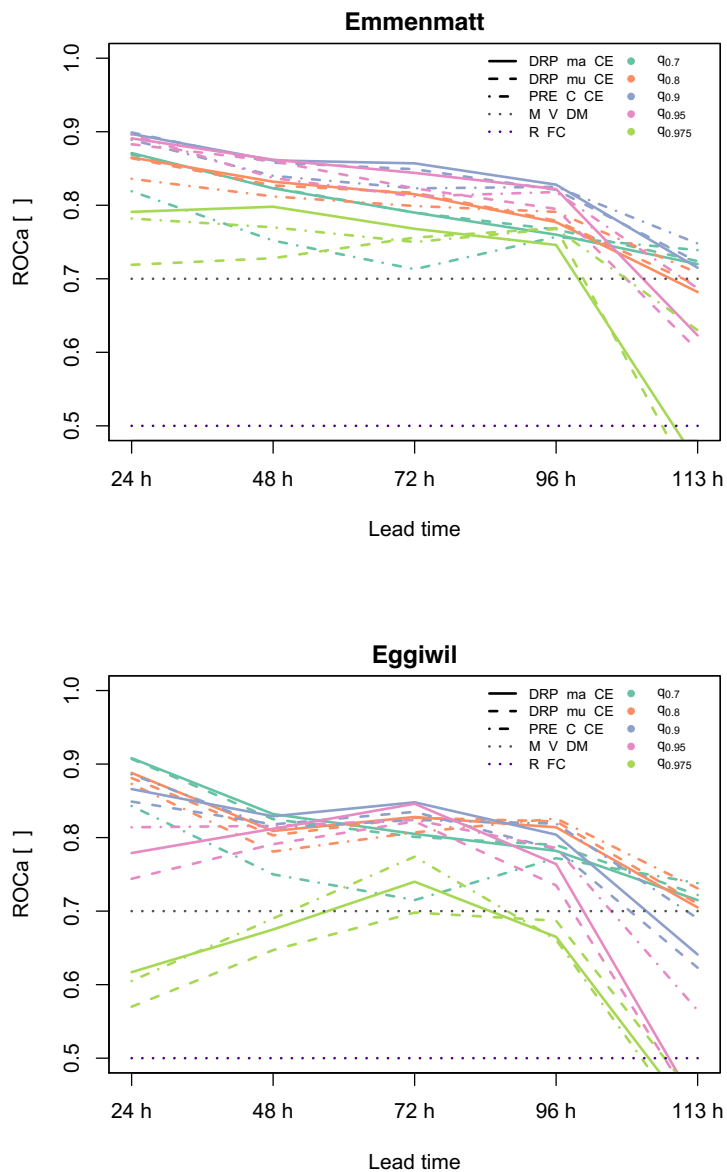 Emmenmatt
1.0
0.9
0.8
0.7
0.6
0.5
ROCa [ ]
DRP ma CE
DRP mu CE
PRE C CE
M V DM
R FC
q0.7
q0.8
q0.9
q0.95
q0.975
24 h 48 h 72 h 96 h 113 h
Lead time
Eggiwil
1.0
0.9
0.8
0.7
0.6
0.5
ROCa [ ]
DRP ma CE
DRP mu CE
PRE C CE
M V DM
R FC
q0.7
q0.8
q0.9
q0.95
q0.975
24 h 48 h 72 h 96 h 113 h
Lead time